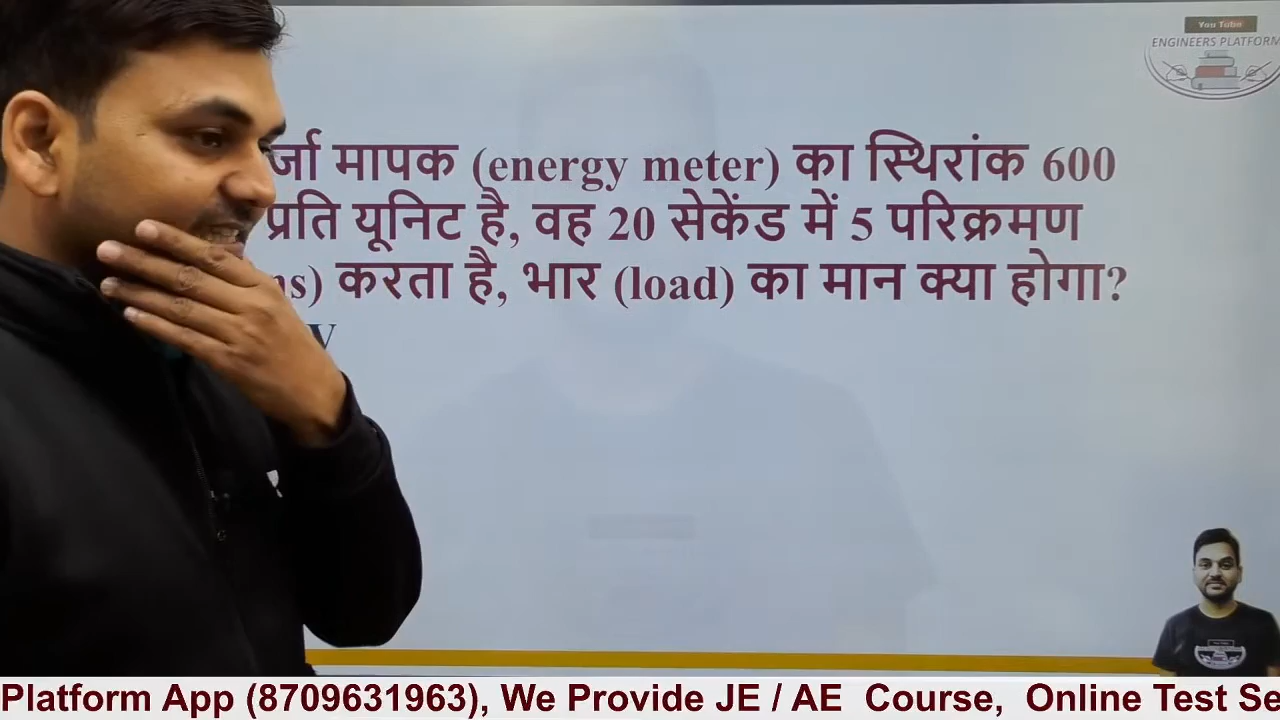 You Tube
ENGINEERS PLATFORM
र्जा मापक (energy meter) का स्थिरांक 600
प्रति यूनिट है, वह 20 सेकेंड में 5 परिक्रमण
ns) करता है, भार (load) का मान क्या होगा?
V
Platform App (8709631963), We Provide JE / AE Course, Online Test Se